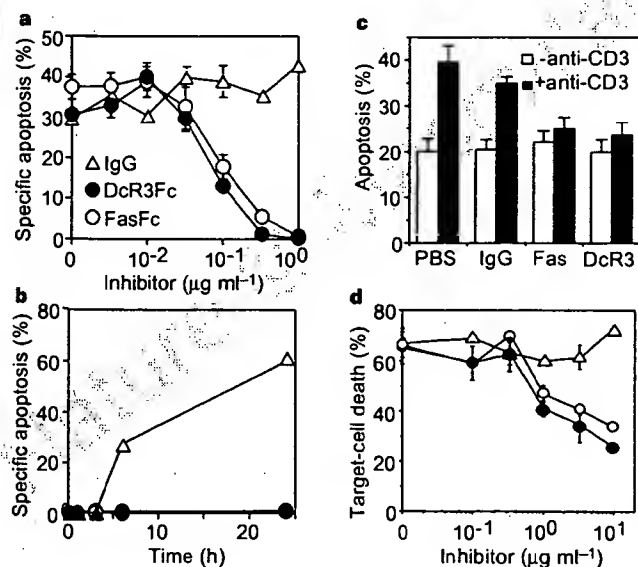 a
Specific apoptosis (%)
50
40
30
20
10
0
IgG
DcR3Fc
FasFc
0
10-2
10-1
100
Inhibitor (µg ml–1)
c
Apoptosis (%)
40
30
20
10
0
-anti-CD3
+anti-CD3
PBS
IgG
Fas
DcR3
b
Specific apoptosis (%)
80
60
40
20
0
0
5
10
15
20
Time (h)
d
Target-cell death (%)
80
60
40
20
0
0
10-1
100
101
Inhibitor (µg ml–1)